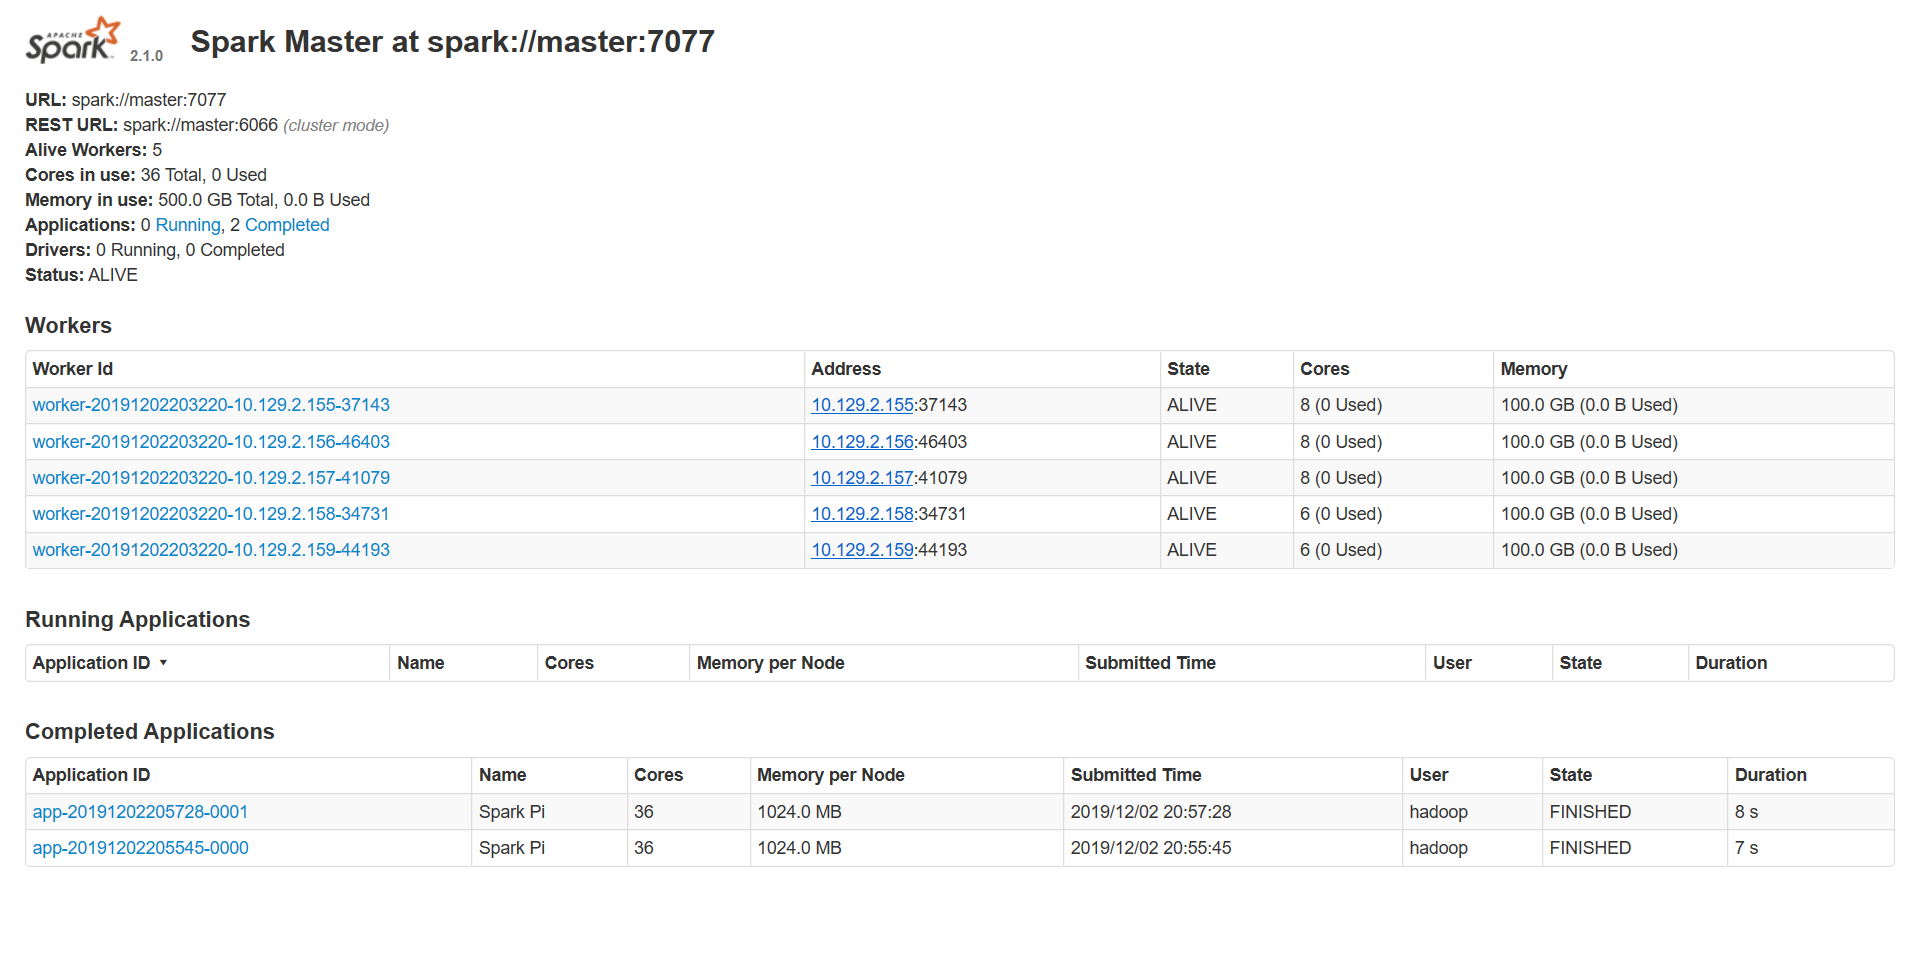 APACHE Spark 2.1.0 Spark Master at spark://master:7077
URL: spark://master:7077
REST URL: spark://master:6066 (cluster mode)
Alive Workers: 5
Cores in use: 36 Total, 0 Used
Memory in use: 500.0 GB Total, 0.0 B Used
Applications: 0 Running, 2 Completed
Drivers: 0 Running, 0 Completed
Status: ALIVE
Workers
Worker Id Address State Cores Memory
worker-20191202203220-10.129.2.155-37143 10.129.2.155:37143 ALIVE 8 (0 Used) 100.0 GB (0.0 B Used)
worker-20191202203220-10.129.2.156-46403 10.129.2.156:46403 ALIVE 8 (0 Used) 100.0 GB (0.0 B Used)
worker-20191202203220-10.129.2.157-41079 10.129.2.157:41079 ALIVE 8 (0 Used) 100.0 GB (0.0 B Used)
worker-20191202203220-10.129.2.158-34731 10.129.2.158:34731 ALIVE 6 (0 Used) 100.0 GB (0.0 B Used)
worker-20191202203220-10.129.2.159-44193 10.129.2.159:44193 ALIVE 6 (0 Used) 100.0 GB (0.0 B Used)
Running Applications
Application ID ▾ Name Cores Memory per Node Submitted Time User State Duration
Completed Applications
Application ID Name Cores Memory per Node Submitted Time User State Duration
app-20191202205728-0001 Spark Pi 36 1024.0 MB 2019/12/02 20:57:28 hadoop FINISHED 8 s
app-20191202205545-0000 Spark Pi 36 1024.0 MB 2019/12/02 20:55:45 hadoop FINISHED 7 s